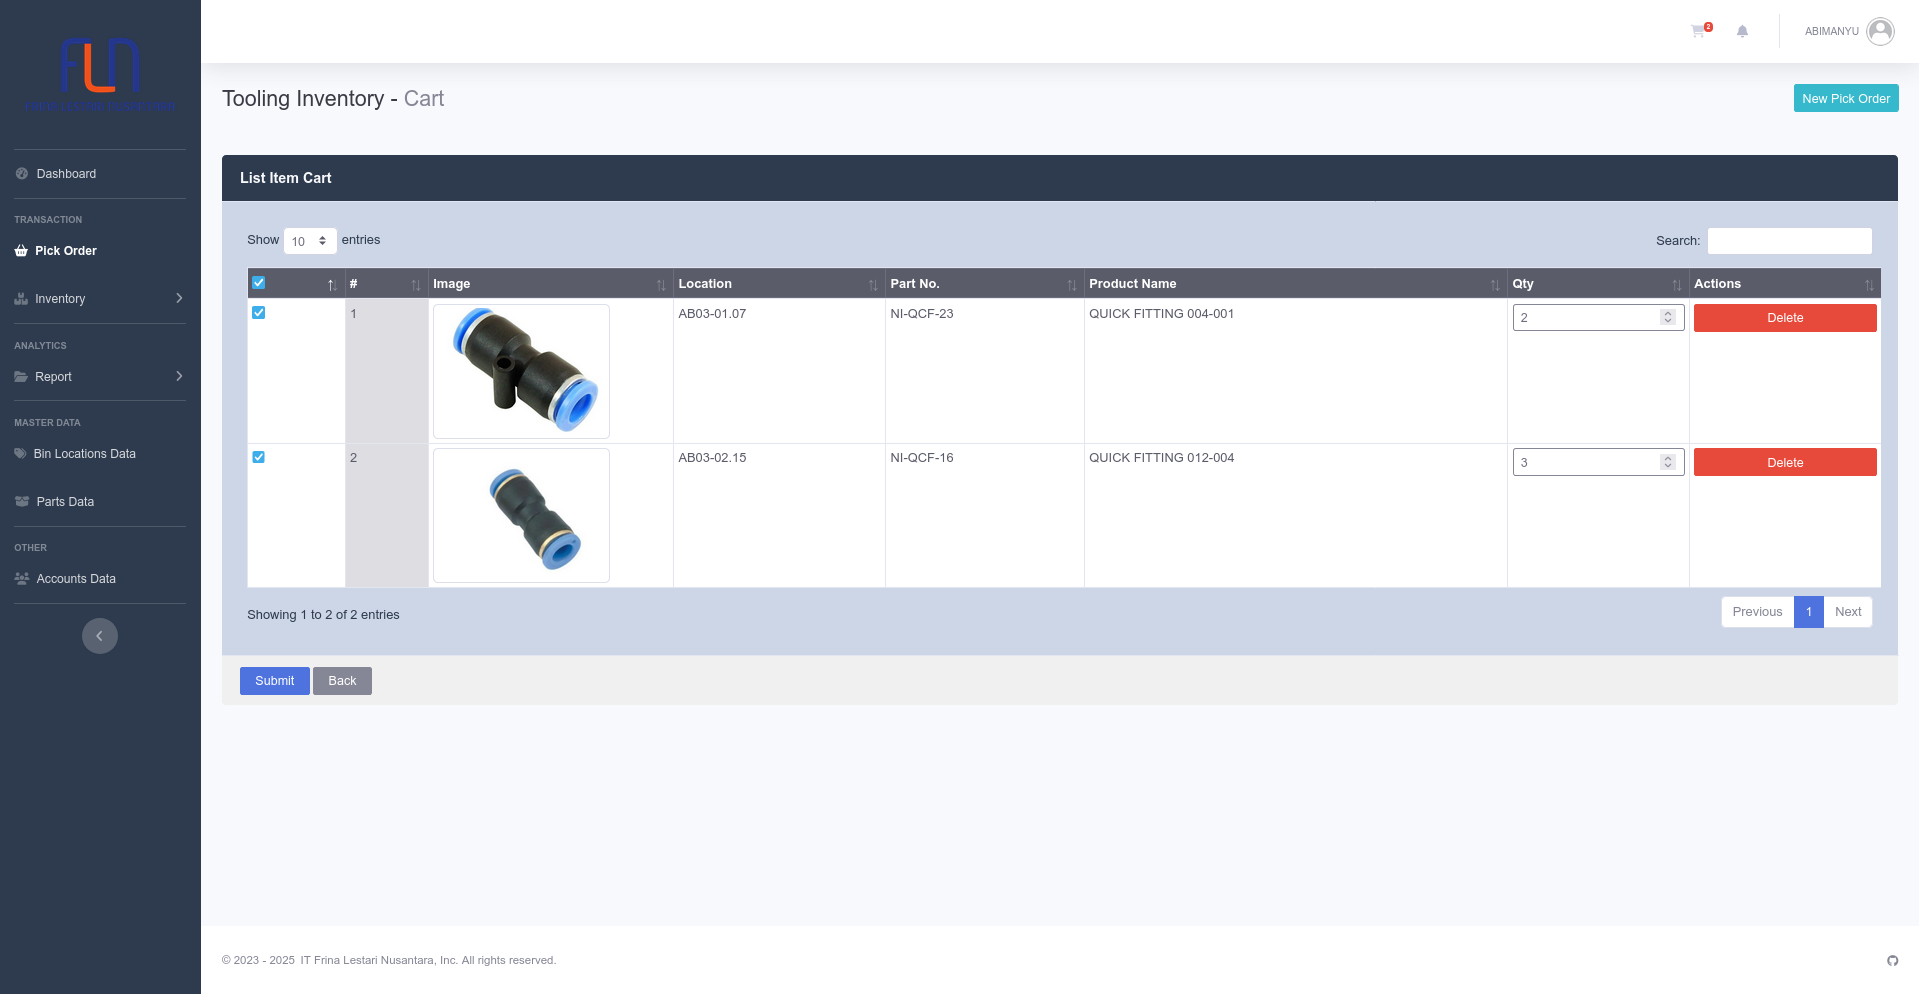 FLN
2
ABIMANYU
Tooling Inventory - Cart
New Pick Order
Dashboard
TRANSACTION
Pick Order
Inventory
ANALYTICS
Report
MASTER DATA
Bin Locations Data
Parts Data
OTHER
Accounts Data
List Item Cart
Show 10 entries
Search:
# Image Location Part No. Product Name Qty Actions
1 AB03-01.07 NI-QCF-23 QUICK FITTING 004-001 2 Delete
2 AB03-02.15 NI-QCF-16 QUICK FITTING 012-004 3 Delete
Showing 1 to 2 of 2 entries
Previous 1 Next
Submit Back
© 2023 - 2025 IT Frina Lestari Nusantara, Inc. All rights reserved.